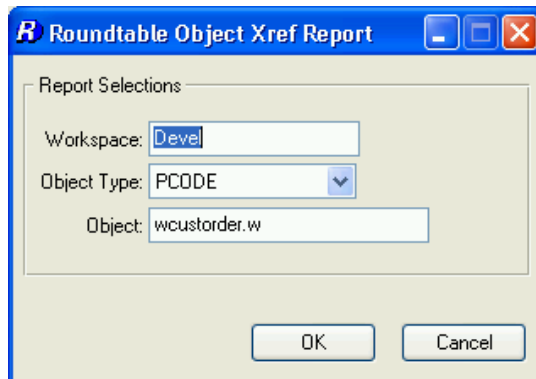 R Roundtable Object Xref Report
Report Selections
Workspace: Devel
Object Type: PCODE
Object: wcustorder.w
OK Cancel